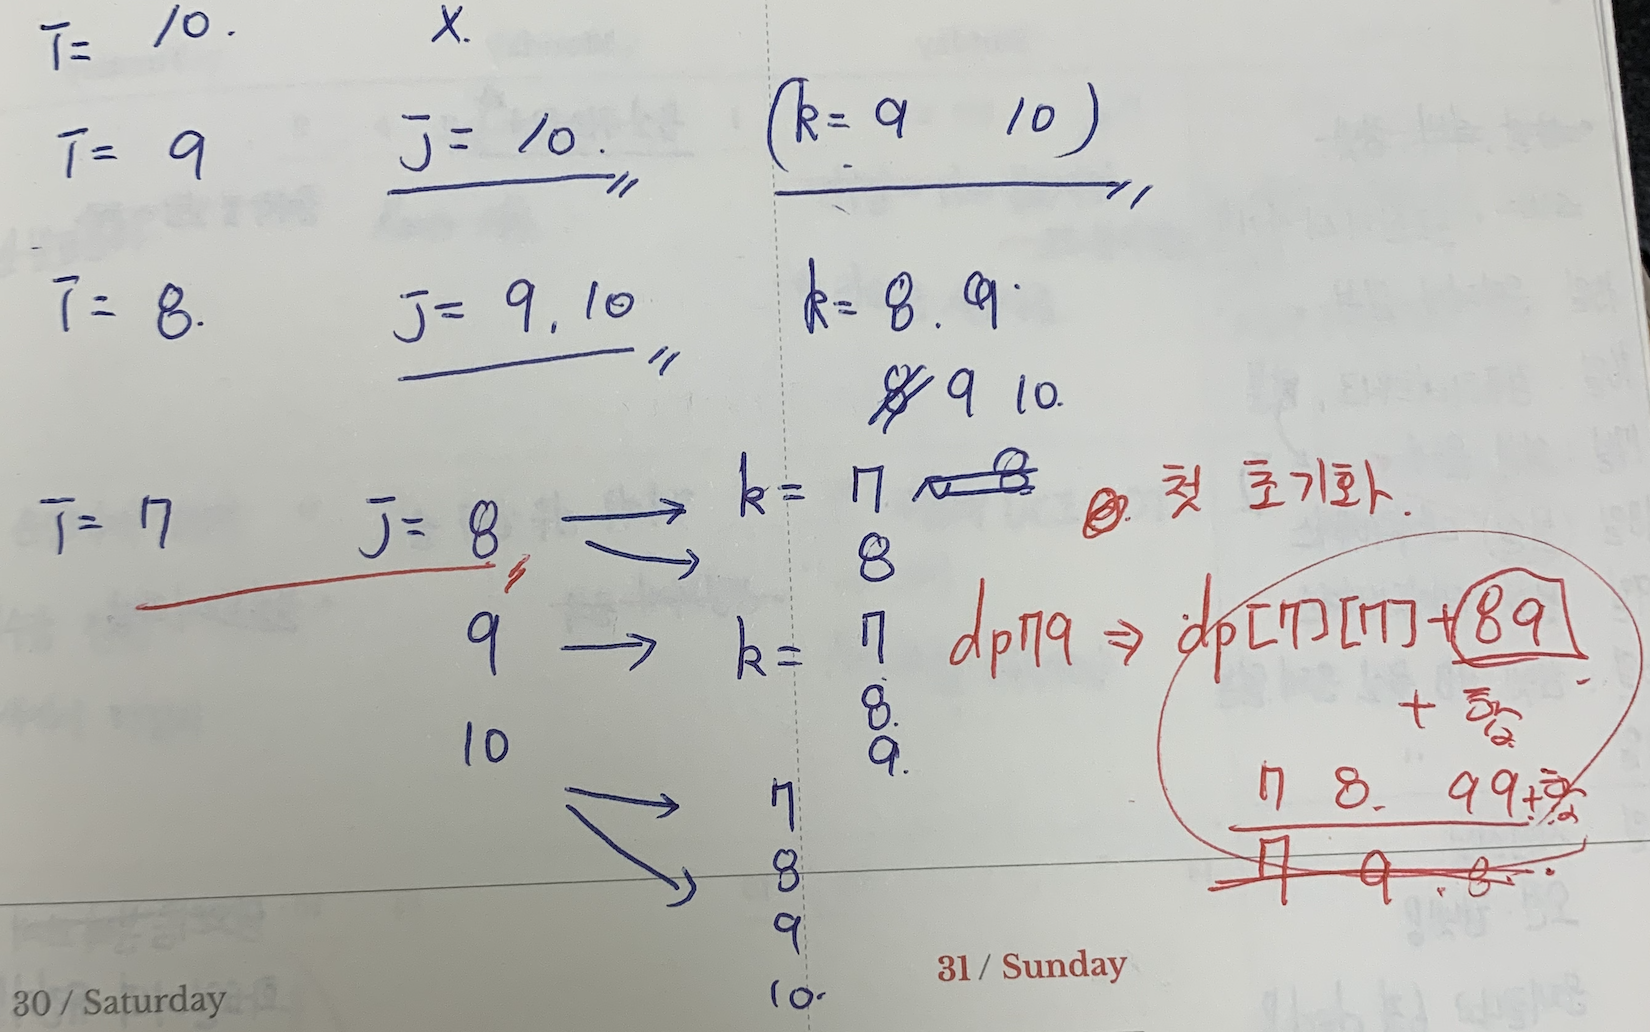 i= 10. X.
i= 9 j= 10. (k= 9 10)
i= 8. j= 9. 10 k= 8. 9.
8 9 10.
i= 7 j= 8 → k= 7 8 첫 초기화.
→ 8
9 → k= 7 dp79 ⇒ dp[7][7]+89
8. +
10 9. 7 8. 99+
→ 7 7 9 8
→ 8
9
10.
30 / Saturday 31 / Sunday